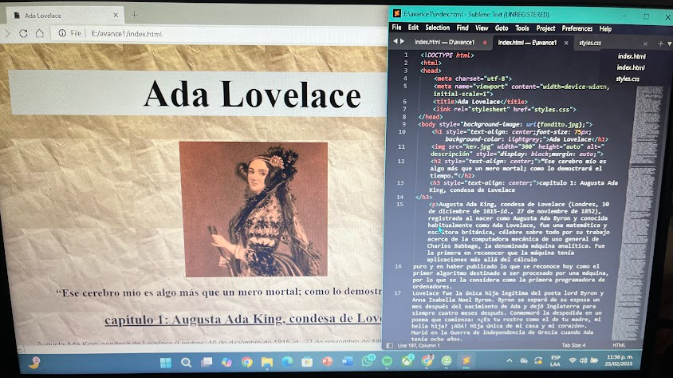 Ada Lovelace
File
E:/avance1/index.html
Ada Lovelace
"Ese cerebro mío es algo más que un mero mortal; como lo demostr
capitulo 1: Augusta Ada King, condesa de Lov
E:\avance1\index.html - Sublime Text (UNREGISTERED)
File Edit Selection Find View Goto Tools Project Preferences Help
index.html — D\avance1
index.html — E\avance1
styles.css
index.html
index.html
styles.css
1 <!DOCTYPE html>
2 <html>
3 <head>
4 <meta charset="utf-8">
5 <meta name="viewport" content="width=device-width,
initial-scale=1">
6 <title>Ada Lovelace</title>
7 <link rel="stylesheet" href="styles.css">
8 </head>
9 <body style="background-image: url(fondito.jpg);">
10 <h1 style="text-align: center;font-size: 75px;
background-color: lightgrey;">Ada Lovelace</h1>
11 <img src="kev.jpg" width="300" height="auto" alt="
descripción" style="display: block;margin: auto;">
12 <h2 style="text-align: center;">"Ese cerebro mío es
algo más que un mero mortal; como lo demostrará el
tiempo."</h2>
13 <h3 style="text-align: center;">capitulo 1: Augusta Ada
King, condesa de Lovelace
14 </h3>
15 <p>Augusta Ada King, condesa de Lovelace (Londres, 10
de diciembre de 1815-íd., 27 de noviembre de 1852),
registrada al nacer como Augusta Ada Byron y conocida
habitualmente como Ada Lovelace, fue una matemática y
escritora británica, célebre sobre todo por su trabajo
acerca de la computadora mecánica de uso general de
Charles Babbage, la denominada máquina analítica. Fue
la primera en reconocer que la máquina tenía
aplicaciones más allá del cálculo
16 puro y en haber publicado lo que se reconoce hoy como el
primer algoritmo destinado a ser procesado por una máquina,
por lo que se la considera como la primera programadora de
ordenadores.
17 Lovelace fue la única hija legítima del poeta lord Byron y
Anna Isabella Noel Byron. Byron se separó de su esposa un
mes después del nacimiento de Ada y dejó Inglaterra para
siempre cuatro meses después. Conmemoró la despedida en un
poema que comienza: «¿Es tu rostro como el de tu madre, mi
bella hija? ¡ADA! Hija única de mi casa y mi corazón».
Murió en la Guerra de Independencia de Grecia cuando Ada
tenía ocho años.
Line 197, Column 1
Tab Size: 4
HTML
ESP
LAA
11:36 p. m.